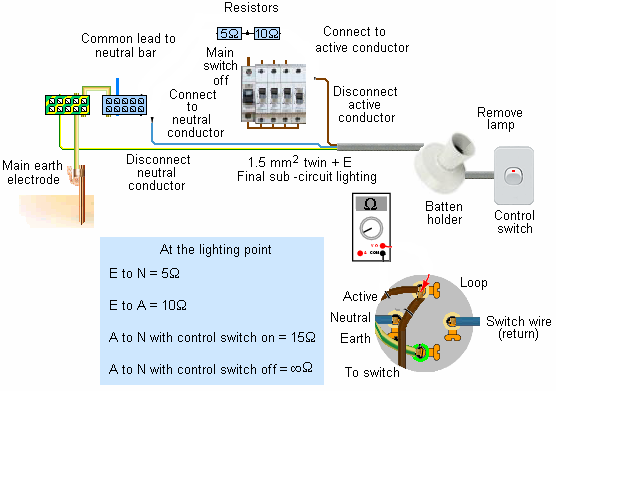 Resistors
5Ω
10Ω
Connect to
active conductor
Common lead to
neutral bar
Main
switch
off
Connect
to
neutral
conductor
Disconnect
active
conductor
Remove
lamp
Main earth
electrode
Disconnect
neutral
conductor
1.5 mm² twin + E
Final sub -circuit lighting
Batten
holder
Control
switch
Ω
V Ω
A
COM
At the lighting point
E to N = 5Ω
E to A = 10Ω
A to N with control switch on = 15Ω
A to N with control switch off = ∞Ω
Loop
Active
Neutral
Earth
Switch wire
(return)
To switch